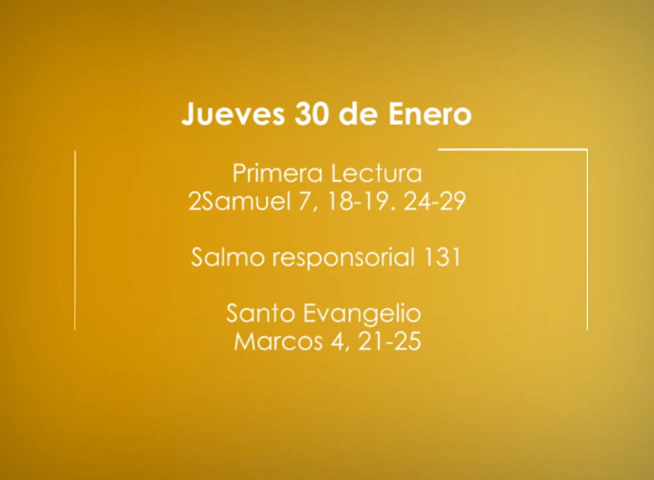 Jueves 30 de Enero
Primera Lectura
2Samuel 7, 18-19. 24-29
Salmo responsorial 131
Santo Evangelio
Marcos 4, 21-25